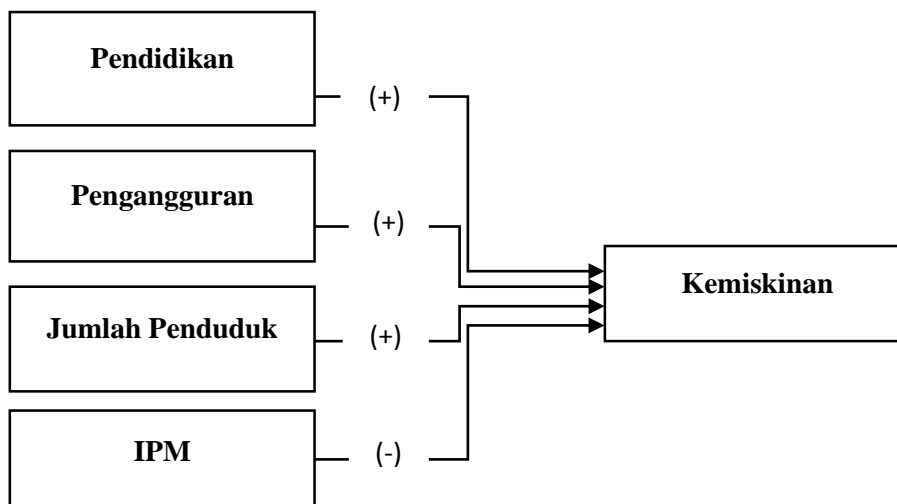 Pendidikan
(+)
Pengangguran
(+)
Kemiskinan
Jumlah Penduduk
(+)
IPM
(-)